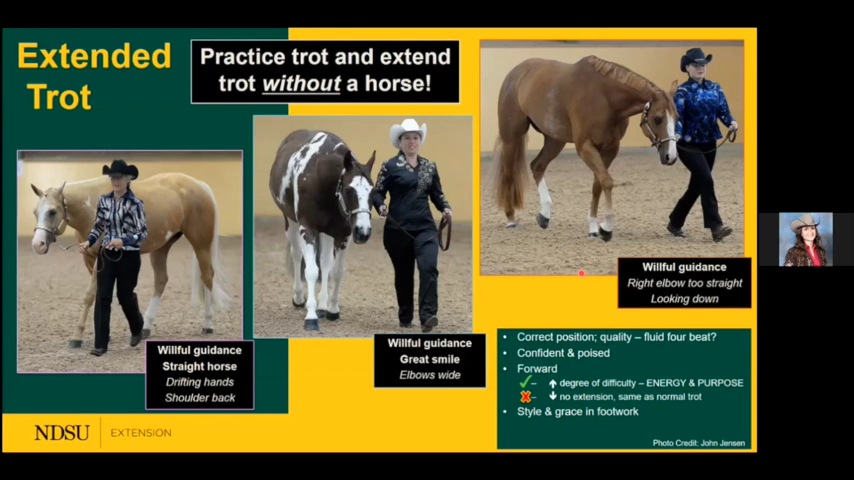 Extended
Trot
Practice trot and extend
trot without a horse!
Willful guidance
Straight horse
Drifting hands
Shoulder back
Willful guidance
Great smile
Elbows wide
Willful guidance
Right elbow too straight
Looking down
• Correct position; quality – fluid four beat?
• Confident & poised
• Forward
✓– ↑ degree of difficulty – ENERGY & PURPOSE
✗– ↓ no extension, same as normal trot
• Style & grace in footwork
Photo Credit: John Jensen
NDSU EXTENSION